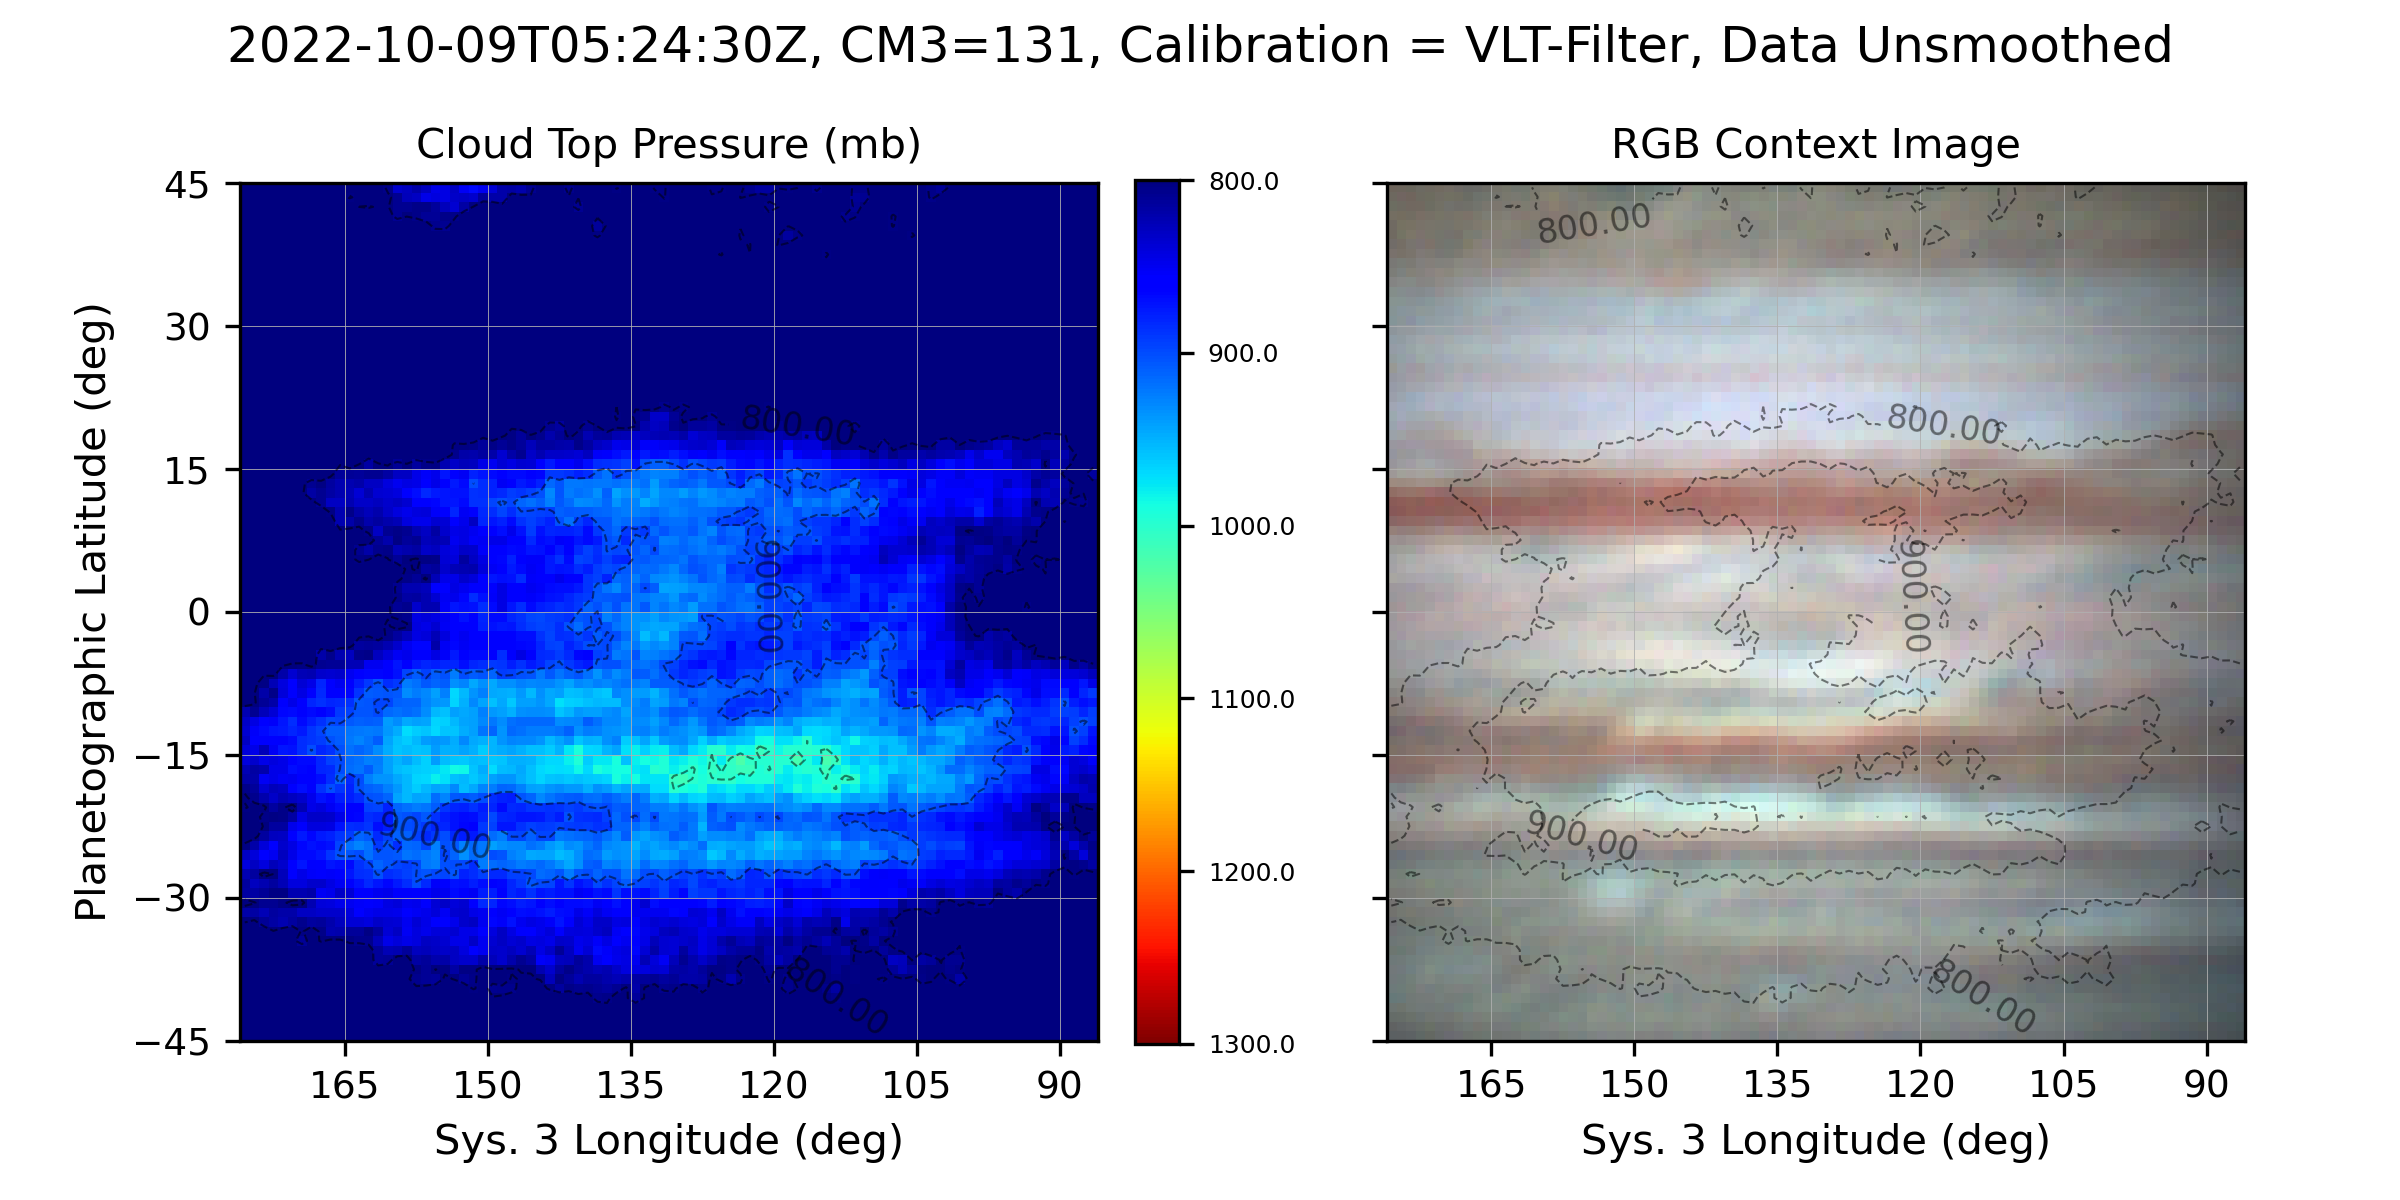 2022-10-09T05:24:30Z, CM3=131, Calibration = VLT-Filter, Data Unsmoothed
Cloud Top Pressure (mb)
Planetographic Latitude (deg)
45
30
15
0
−15
−30
−45
800.00
900.00
900.00
800.00
165 150 135 120 105 90
Sys. 3 Longitude (deg)
800.0
900.0
1000.0
1100.0
1200.0
1300.0
RGB Context Image
800.00
800.00
900.00
900.00
800.00
165 150 135 120 105 90
Sys. 3 Longitude (deg)